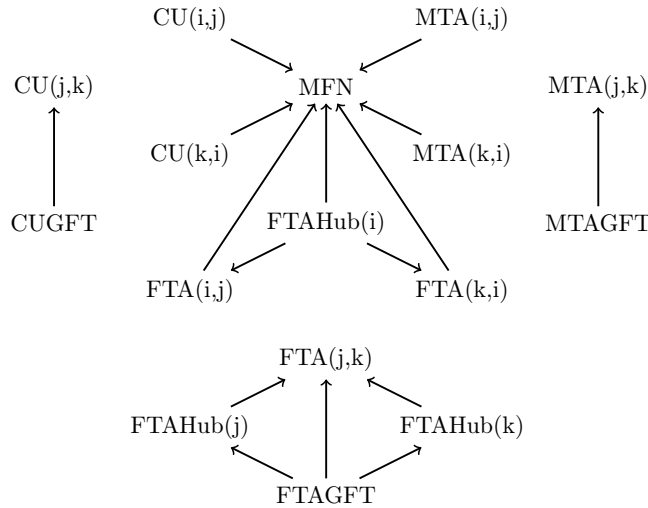 CU(i,j)
MTA(i,j)
CU(j,k)
MFN
MTA(j,k)
CU(k,i)
MTA(k,i)
CUGFT
FTAHub(i)
MTAGFT
FTA(i,j)
FTA(k,i)
FTA(j,k)
FTAHub(j)
FTAHub(k)
FTAGFT